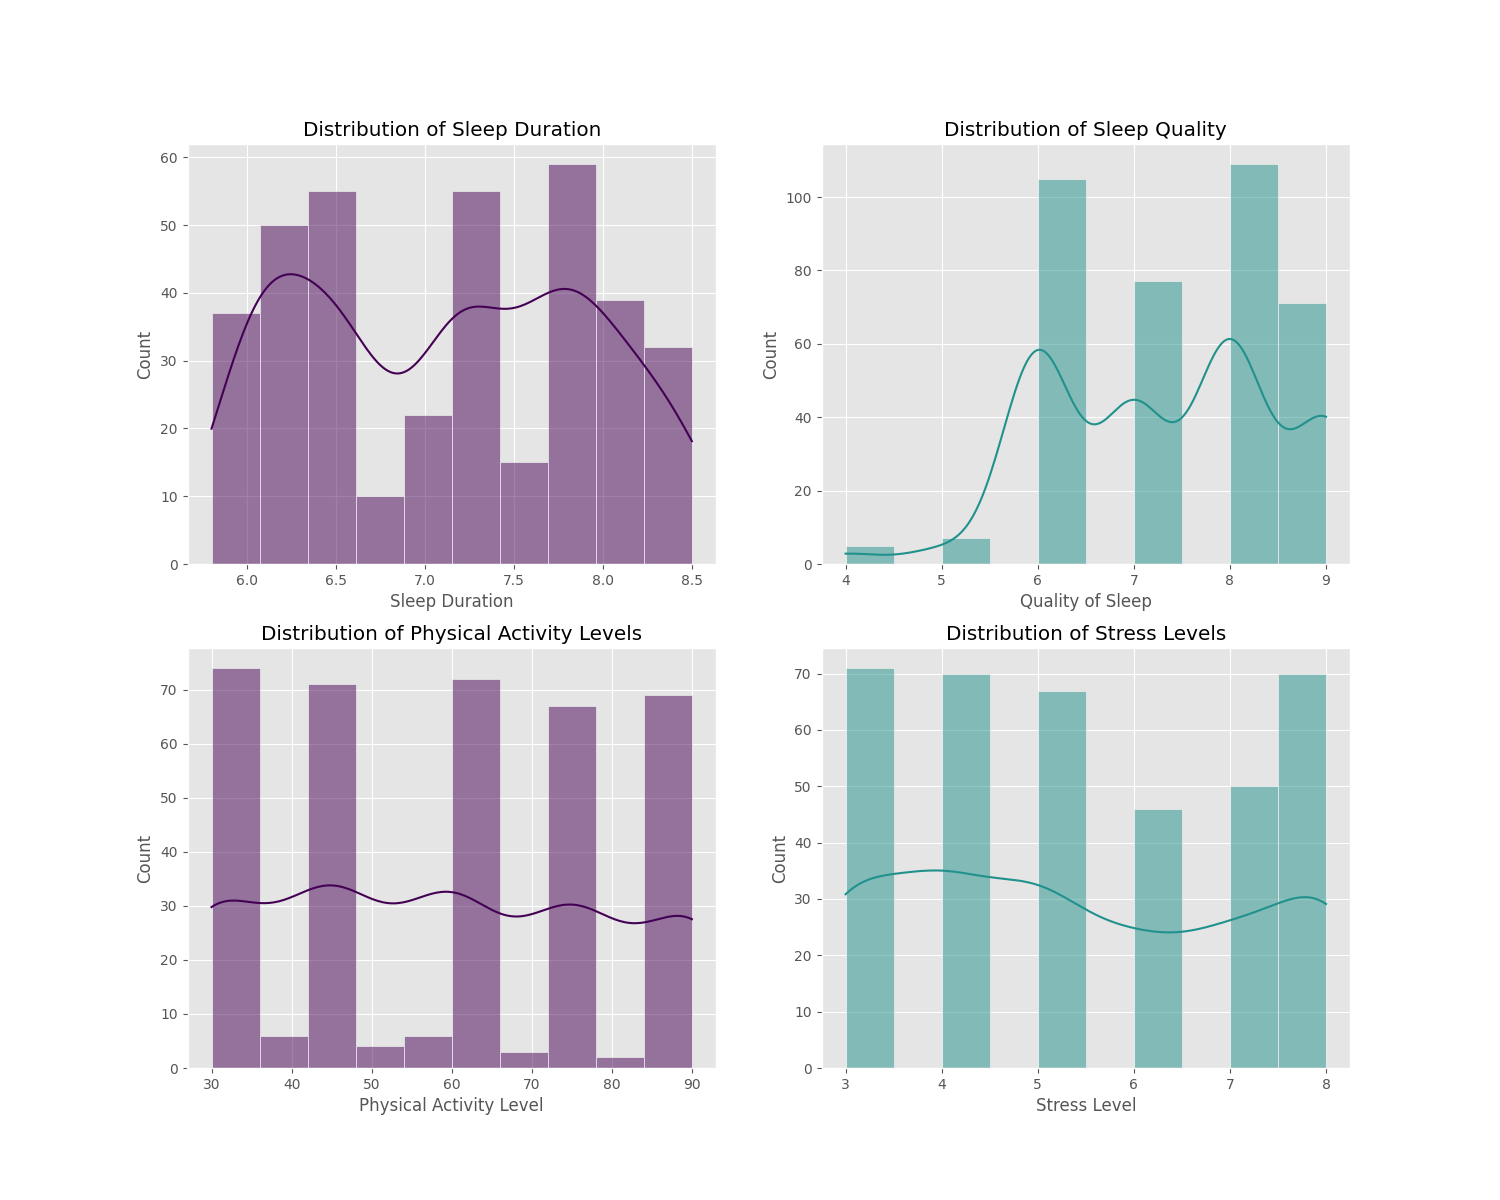 Distribution of Sleep Duration
60
50
40
30
20
10
0
Count
6.0 6.5 7.0 7.5 8.0 8.5
Sleep Duration
Distribution of Sleep Quality
100
80
60
40
20
0
Count
4 5 6 7 8 9
Quality of Sleep
Distribution of Physical Activity Levels
70
60
50
40
30
20
10
0
Count
30 40 50 60 70 80 90
Physical Activity Level
Distribution of Stress Levels
70
60
50
40
30
20
10
0
Count
3 4 5 6 7 8
Stress Level